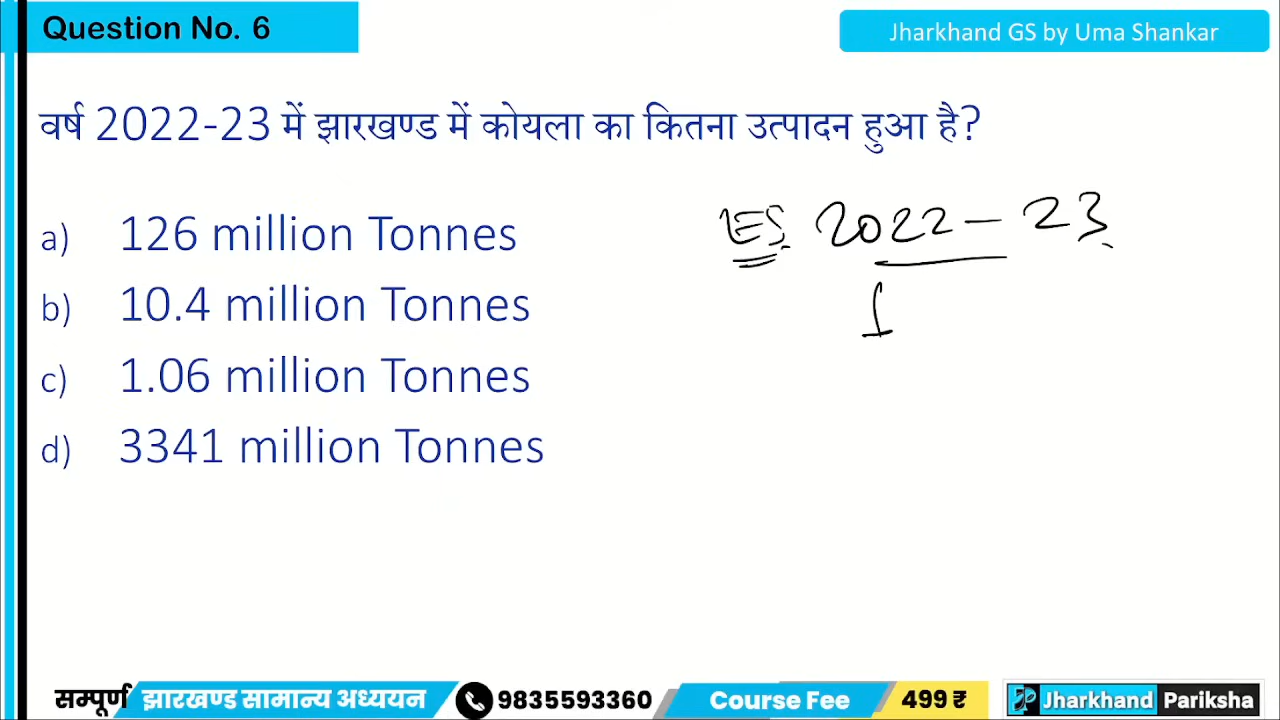 Question No. 6
Jharkhand GS by Uma Shankar
वर्ष 2022-23 में झारखण्ड में कोयला का कितना उत्पादन हुआ है?
a) 126 million Tonnes
b) 10.4 million Tonnes
c) 1.06 million Tonnes
d) 3341 million Tonnes
ES. 2022-23.
I
सम्पूर्ण झारखण्ड सामान्य अध्ययन 9835593360 Course Fee 499 ₹ JP Jharkhand Pariksha